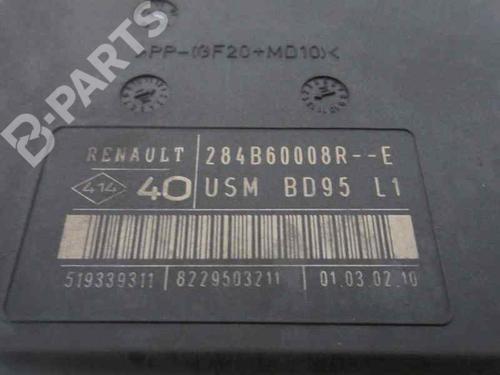 B-PARTS
>PP-(GF20+MD10)<
RENAULT 284B60008R--E
414 40 USM BD95 L1
519339311 8229503211 01.03.02.10